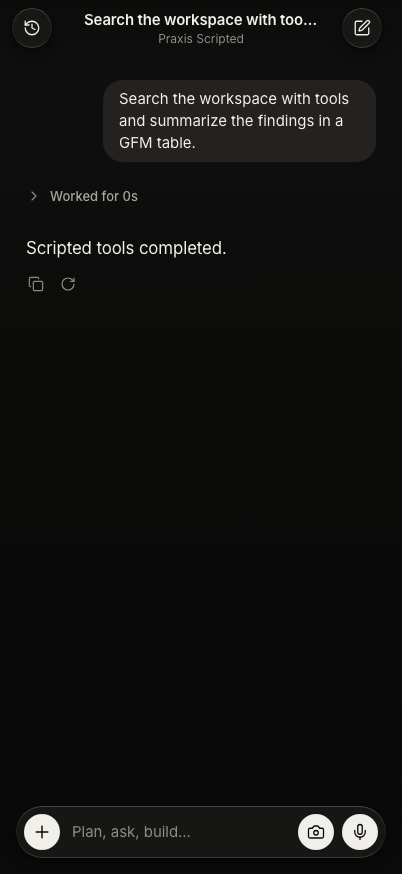 Search the workspace with too...
Praxis Scripted
Search the workspace with tools
and summarize the findings in a
GFM table.
Worked for 0s
Scripted tools completed.
Plan, ask, build...